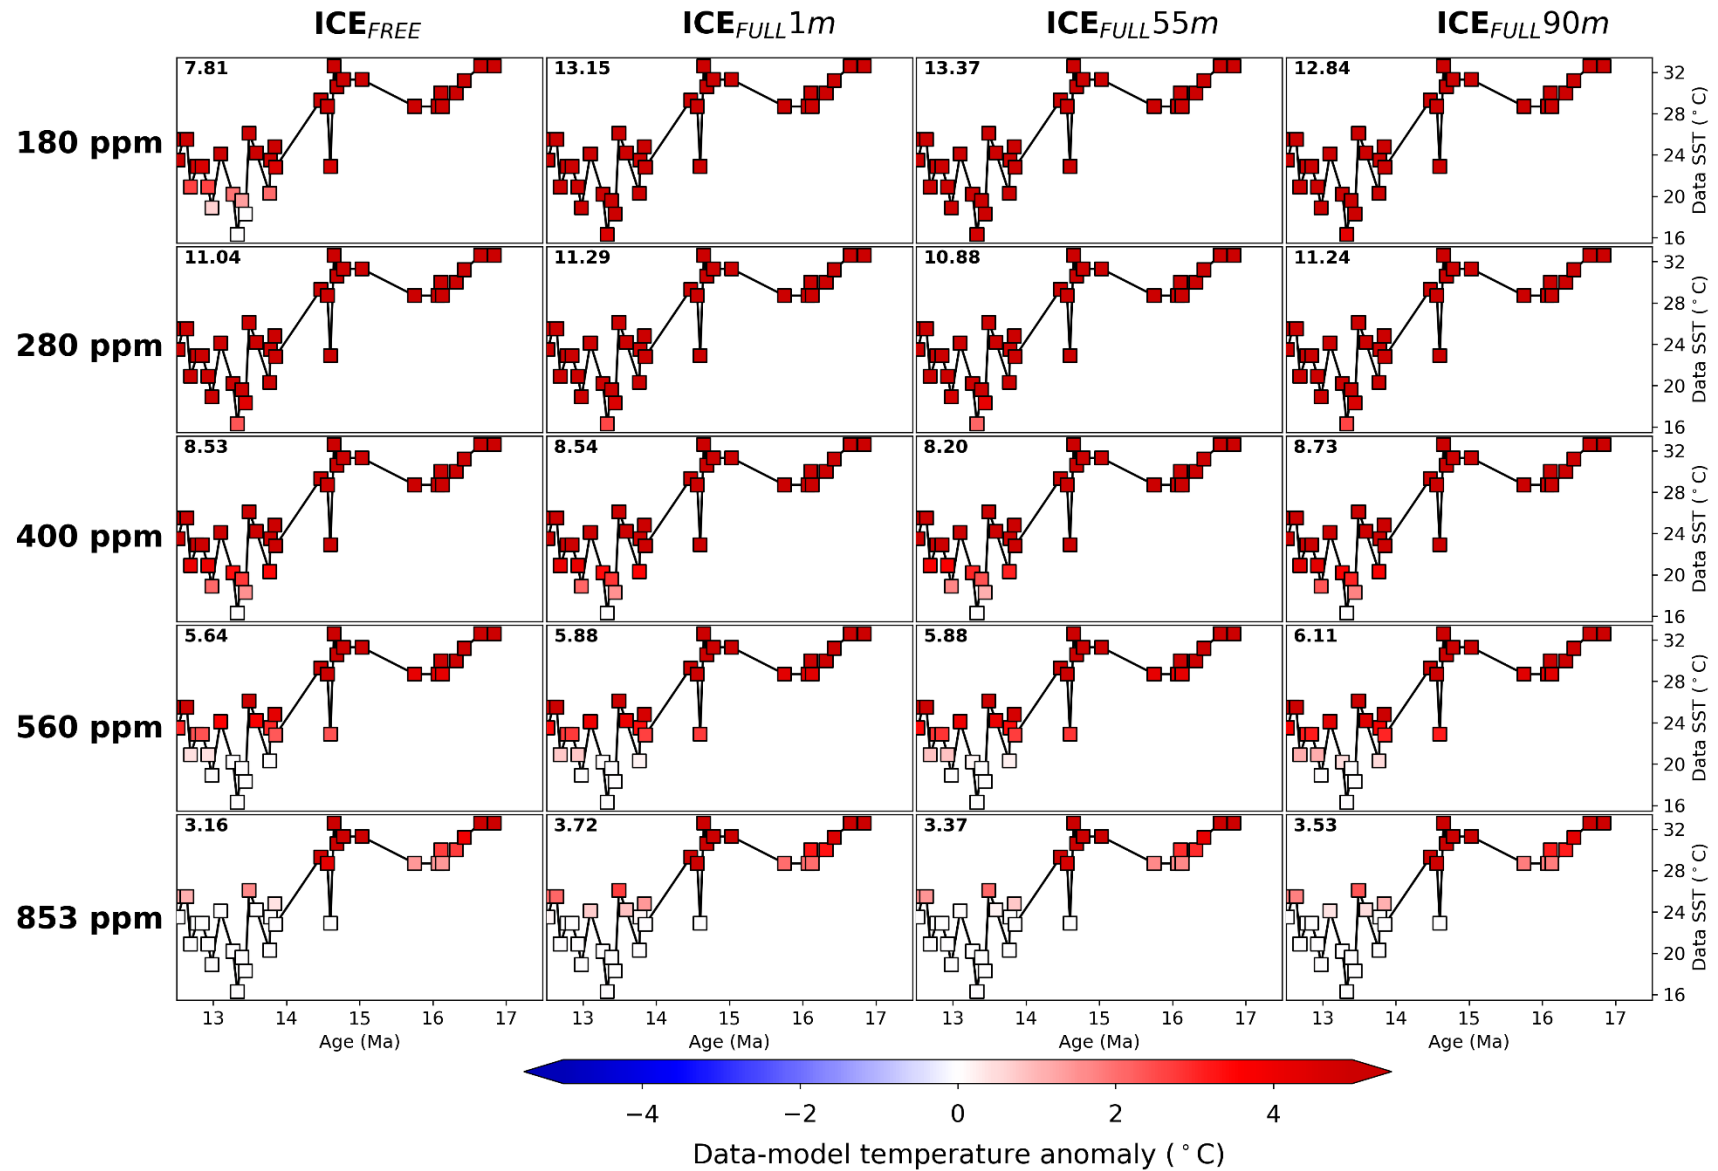 ICE_FREE ICE_FULL1m ICE_FULL55m ICE_FULL90m
180 ppm 7.81 13.15 13.37 12.84 32 28 24 20 16 Data SST (°C)
280 ppm 11.04 11.29 10.88 11.24 32 28 24 20 16 Data SST (°C)
400 ppm 8.53 8.54 8.20 8.73 32 28 24 20 16 Data SST (°C)
560 ppm 5.64 5.88 5.88 6.11 32 28 24 20 16 Data SST (°C)
853 ppm 3.16 3.72 3.37 3.53 32 28 24 20 16 Data SST (°C)
13 14 15 16 17 13 14 15 16 17 13 14 15 16 17 13 14 15 16 17
Age (Ma) Age (Ma) Age (Ma) Age (Ma)
−4 −2 0 2 4
Data-model temperature anomaly (°C)